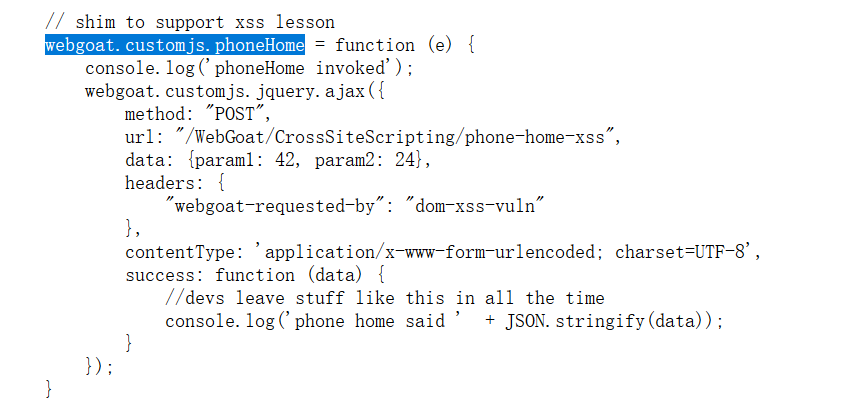 // shim to support xss lesson
webgoat.customjs.phoneHome = function (e) {
    console.log('phoneHome invoked');
    webgoat.customjs.jquery.ajax({
        method: "POST",
        url: "/WebGoat/CrossSiteScripting/phone-home-xss",
        data: {param1: 42, param2: 24},
        headers: {
            "webgoat-requested-by": "dom-xss-vuln"
        },
        contentType: 'application/x-www-form-urlencoded; charset=UTF-8',
        success: function (data) {
            //devs leave stuff like this in all the time
            console.log('phone home said '  + JSON.stringify(data));
        }
    });
}